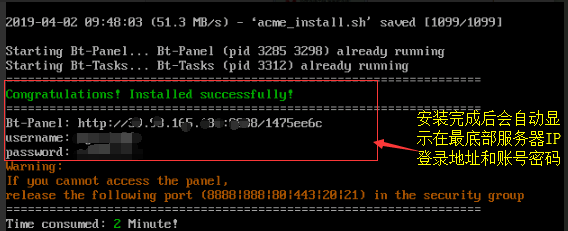 2019-04-02 09:48:03 (51.3 MB/s) - ‘acme_install.sh’ saved [1099/1099]
Starting Bt-Panel... Bt-Panel (pid 3285 3298) already running
Starting Bt-Tasks... Bt-Tasks (pid 3312) already running
==================================================================
Congratulations! Installed successfully!
==================================================================
Bt-Panel: http:// /1475ee6c
username:
password:
安装完成后会自动显
示在最底部服务器IP
登录地址和账号密码
Warning:
If you cannot access the panel,
release the following port (8888|888|80|443|20|21) in the security group
==================================================================
Time consumed: 2 Minute!